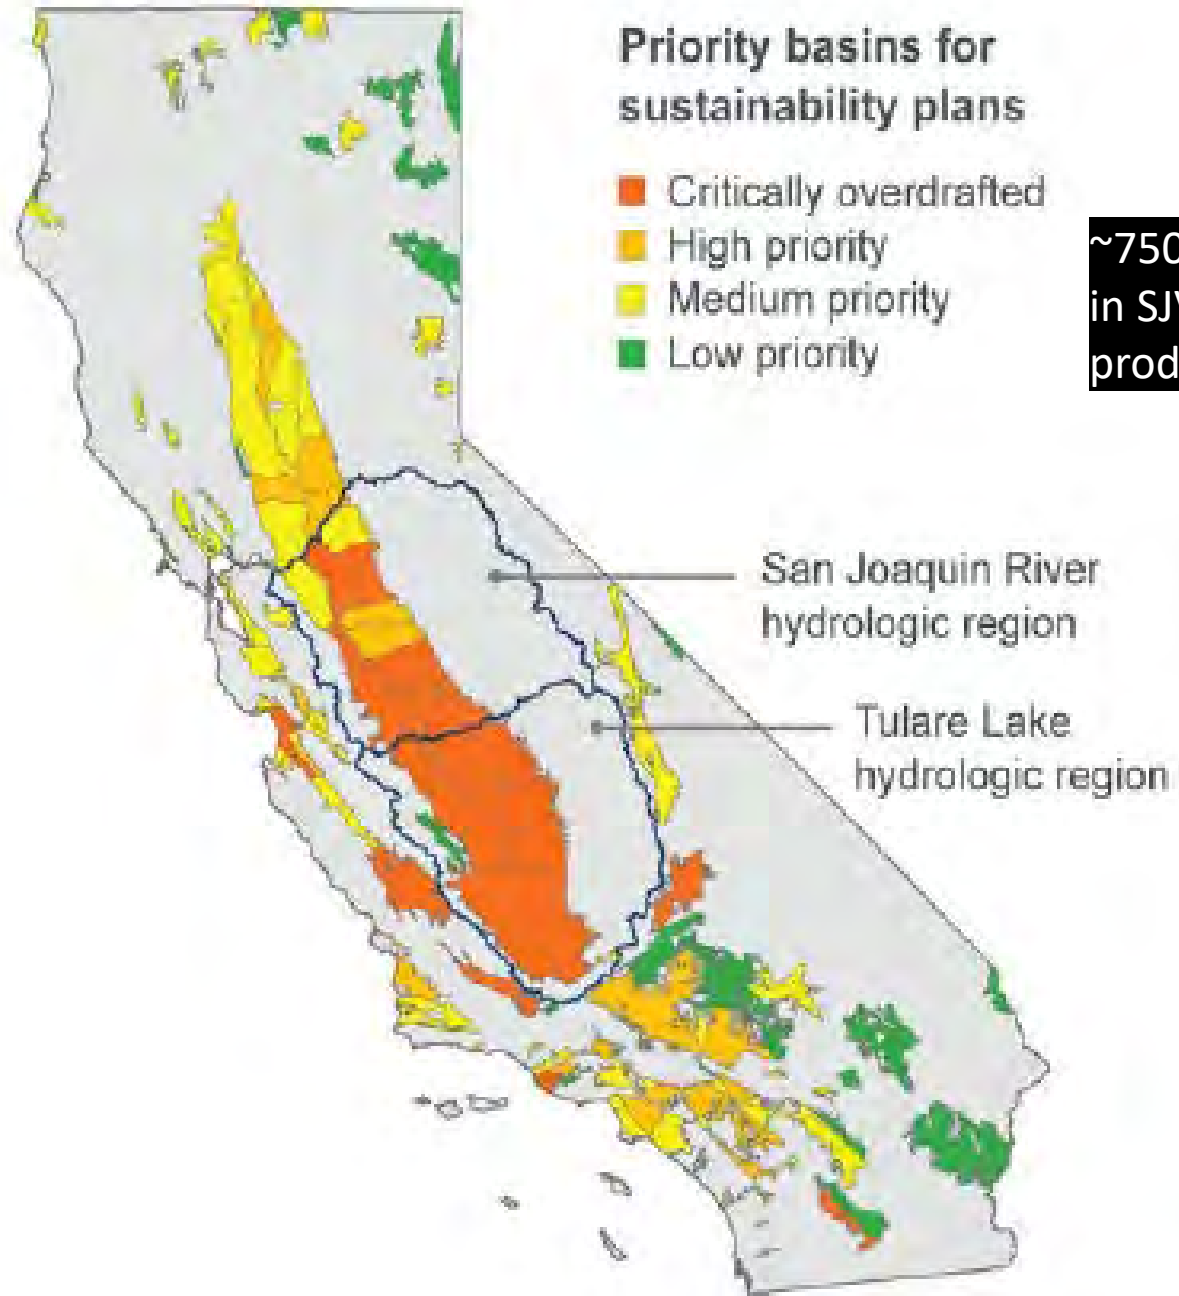 Priority basins for
sustainability plans
Critically overdrafted
High priority
Medium priority
Low priority
~750
in SJ
prod
San Joaquin River
hydrologic region
Tulare Lake
hydrologic region